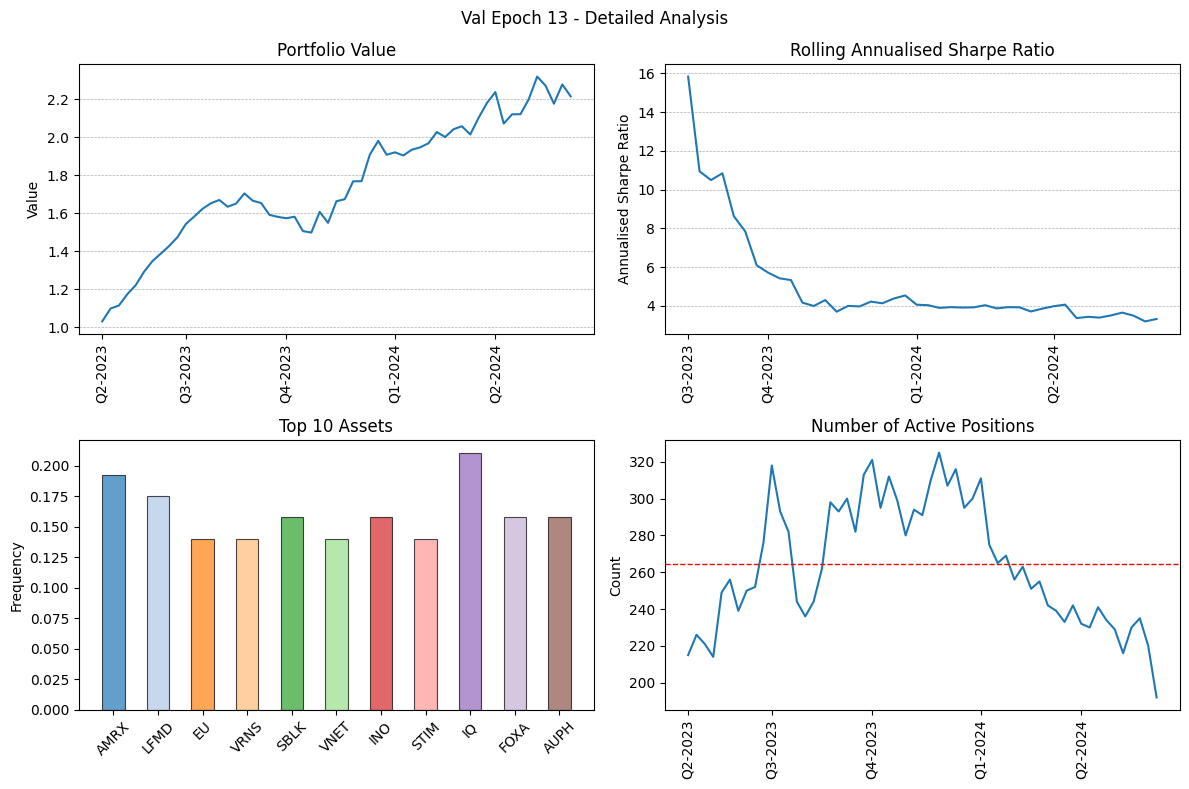 Val Epoch 13 - Detailed Analysis
Portfolio Value
Value
2.2
2.0
1.8
1.6
1.4
1.2
1.0
Q2-2023
Q3-2023
Q4-2023
Q1-2024
Q2-2024
Rolling Annualised Sharpe Ratio
Annualised Sharpe Ratio
16
14
12
10
8
6
4
Q3-2023
Q4-2023
Q1-2024
Q2-2024
Top 10 Assets
Frequency
0.200
0.175
0.150
0.125
0.100
0.075
0.050
0.025
0.000
AMRX
LFMD
EU
VRNS
SBLK
VNET
INO
STIM
IQ
FOXA
AUPH
Number of Active Positions
Count
320
300
280
260
240
220
200
Q2-2023
Q3-2023
Q4-2023
Q1-2024
Q2-2024